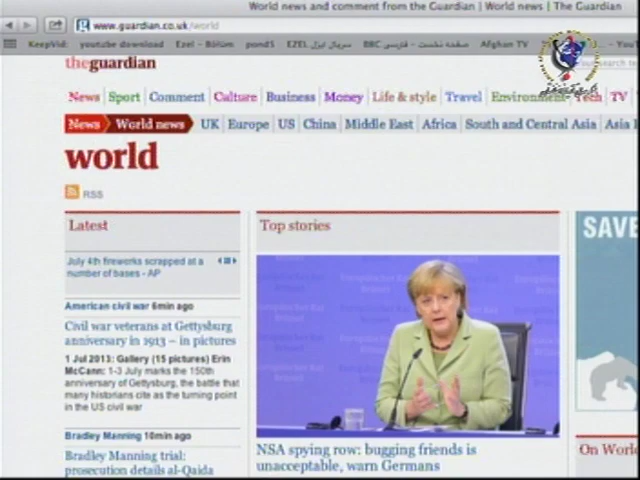 World news and comment from the Guardian | World news | The Guardian
www.guardian.co.uk/world
KeepVid: youtube download Ezel - Bölüm pond5 EZEL سریال ایزل BBC صفحه نخست - فارسی Afghan TV
theguardian
News Sport Comment Culture Business Money Life & style Travel Environment Tech TV
News World news UK Europe US China Middle East Africa South and Central Asia Asia
world
RSS
Latest
July 4th fireworks scrapped at a
number of bases - AP
American civil war 6min ago
Civil war veterans at Gettysburg
anniversary in 1913 – in pictures
1 Jul 2013: Gallery (15 pictures) Erin
McCann: 1-3 July marks the 150th
anniversary of Gettysburg, the battle that
many historians cite as the turning point
in the US civil war
Bradley Manning 10min ago
Bradley Manning trial:
prosecution details al-Qaida
Top stories
NSA spying row: bugging friends is
unacceptable, warn Germans
SAVE
On World